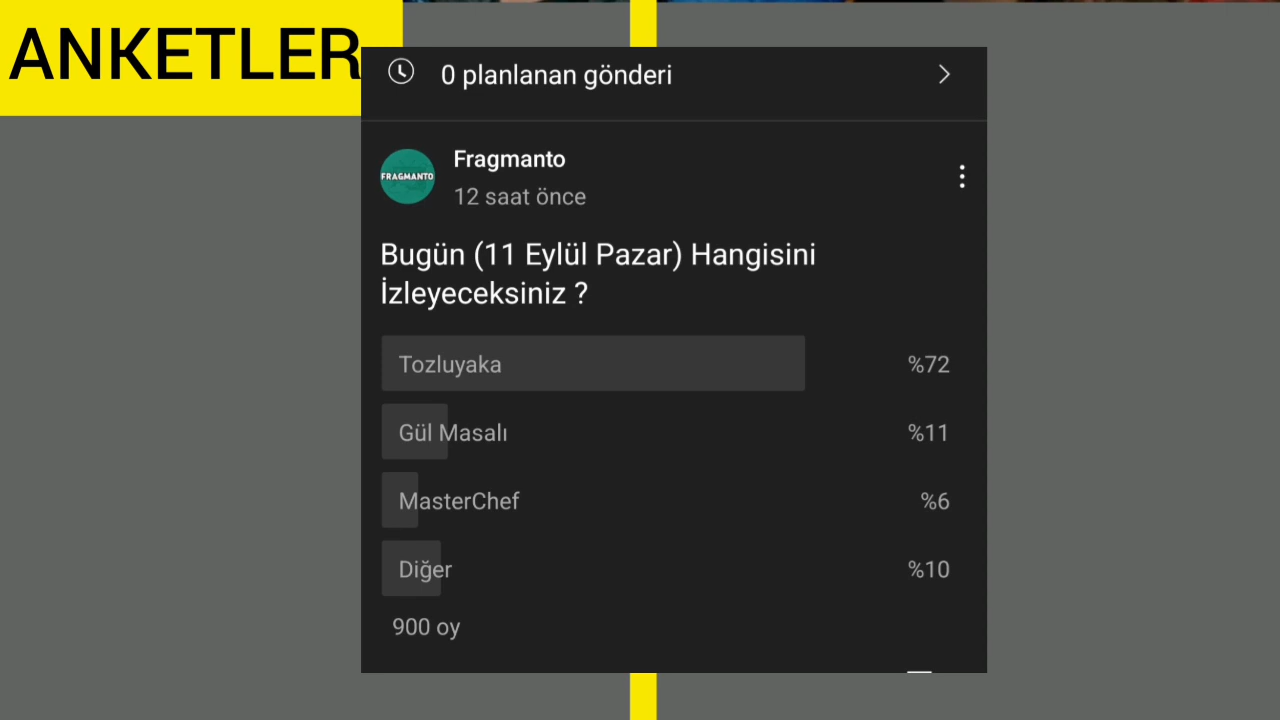 ANKETLER
0 planlanan gönderi
FRAGMANTO
Fragmanto
12 saat önce
Bugün (11 Eylül Pazar) Hangisini
İzleyeceksiniz ?
Tozluyaka %72
Gül Masalı %11
MasterChef %6
Diğer %10
900 oy